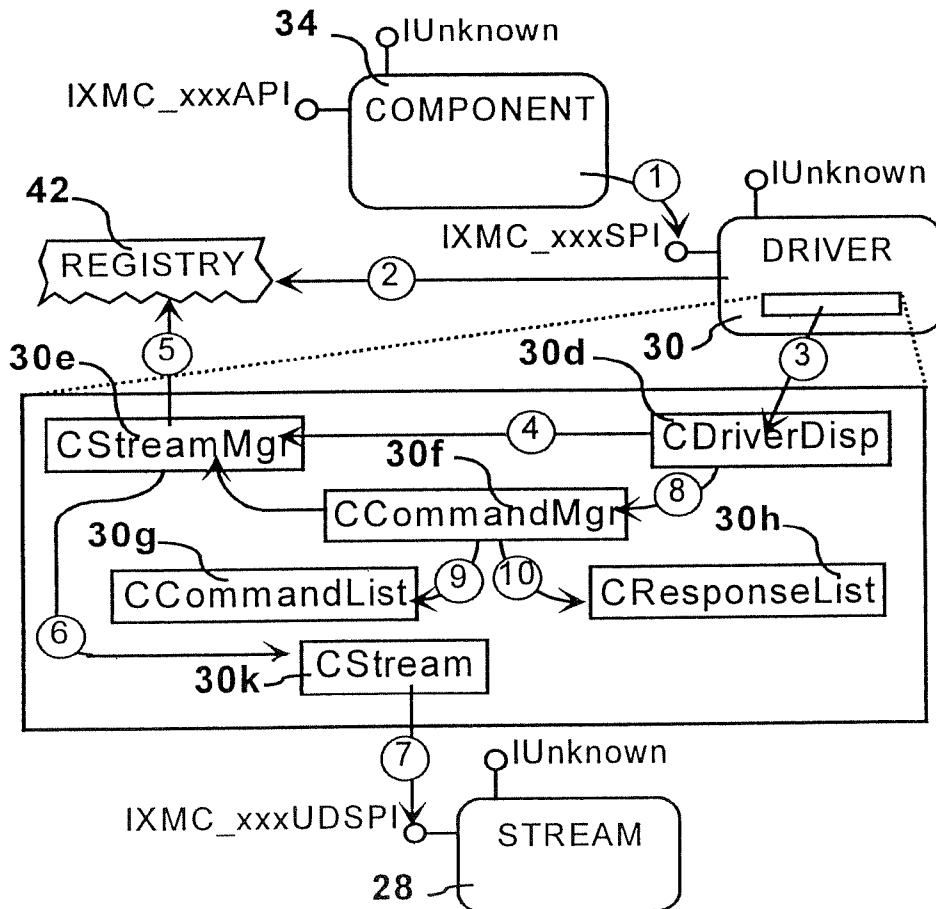 34
IUnknown
IXMC_xxxAPI
COMPONENT
1
IUnknown
42
IXMC_xxxSPI
REGISTRY
2
DRIVER
30
3
5
30e
30d
CStreamMgr
4
CDriverDisp
30f
8
CCommandMgr
30h
30g
9
10
CCommandList
CResponseList
6
CStream
30k
7
IUnknown
IXMC_xxxUDSPI
STREAM
28